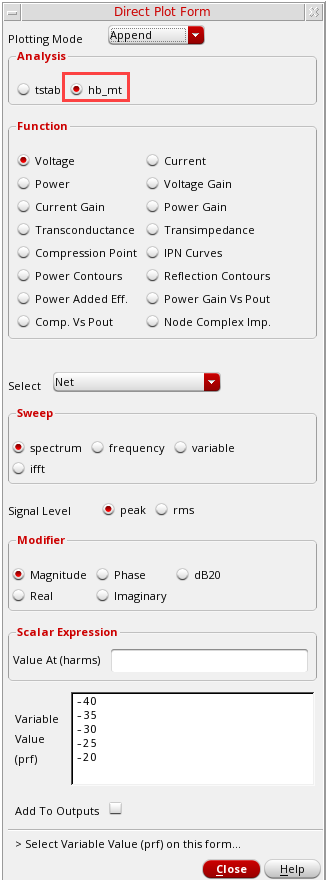 Direct Plot Form
Plotting Mode Append
Analysis
tstab hb_mt
Function
Voltage Current
Power Voltage Gain
Current Gain Power Gain
Transconductance Transimpedance
Compression Point IPN Curves
Power Contours Reflection Contours
Power Added Eff. Power Gain Vs Pout
Comp. Vs Pout Node Complex Imp.
Select Net
Sweep
spectrum frequency variable
ifft
Signal Level peak rms
Modifier
Magnitude Phase dB20
Real Imaginary
Scalar Expression
Value At (harms)
Variable
Value
(prf)
-40
-35
-30
-25
-20
Add To Outputs
> Select Variable Value (prf) on this form...
Close Help